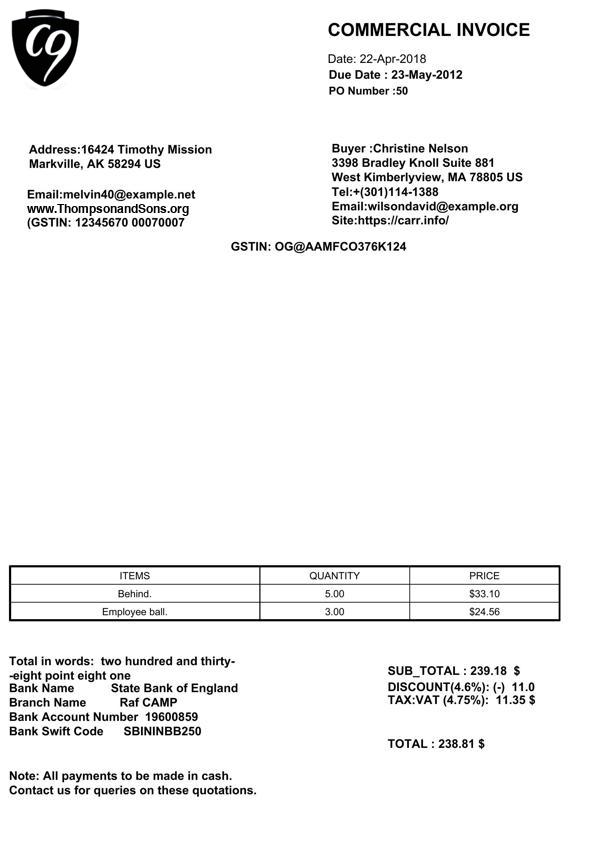 C9
COMMERCIAL INVOICE
Date: 22-Apr-2018
Due Date : 23-May-2012
PO Number :50
Address:16424 Timothy Mission
Markville, AK 58294 US
Email:melvin40@example.net
www.ThompsonandSons.org
(GSTIN: 12345670 00070007
Buyer :Christine Nelson
3398 Bradley Knoll Suite 881
West Kimberlyview, MA 78805 US
Tel:+(301)114-1388
Email:wilsondavid@example.org
Site:https://carr.info/
GSTIN: OG@AAMFCO376K124
ITEMS QUANTITY PRICE
Behind. 5.00 $33.10
Employee ball. 3.00 $24.56
Total in words: two hundred and thirty-
-eight point eight one
Bank Name State Bank of England
Branch Name Raf CAMP
Bank Account Number 19600859
Bank Swift Code SBININBB250
SUB_TOTAL : 239.18 $
DISCOUNT(4.6%): (-) 11.0
TAX:VAT (4.75%): 11.35 $
TOTAL : 238.81 $
Note: All payments to be made in cash.
Contact us for queries on these quotations.